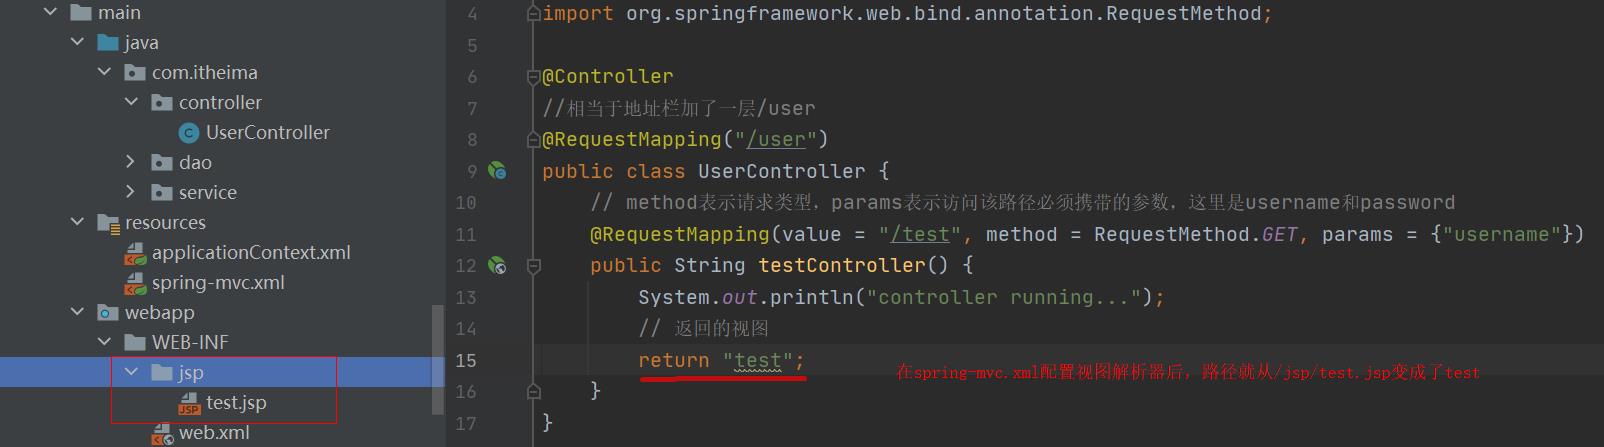 main
java
com.itheima
controller
UserController
dao
service
resources
applicationContext.xml
spring-mvc.xml
webapp
WEB-INF
jsp
test.jsp
web.xml
4 import org.springframework.web.bind.annotation.RequestMethod;
5
6 @Controller
7 //相当于地址栏加了一层/user
8 @RequestMapping("/user")
9 public class UserController {
10 // method表示请求类型，params表示访问该路径必须携带的参数，这里是username和password
11 @RequestMapping(value = "/test", method = RequestMethod.GET, params = {"username"})
12 public String testController() {
13 System.out.println("controller running...");
14 // 返回的视图
15 return "test"; 在spring-mvc.xml配置视图解析器后，路径就从/jsp/test.jsp变成了test
16 }
17 }